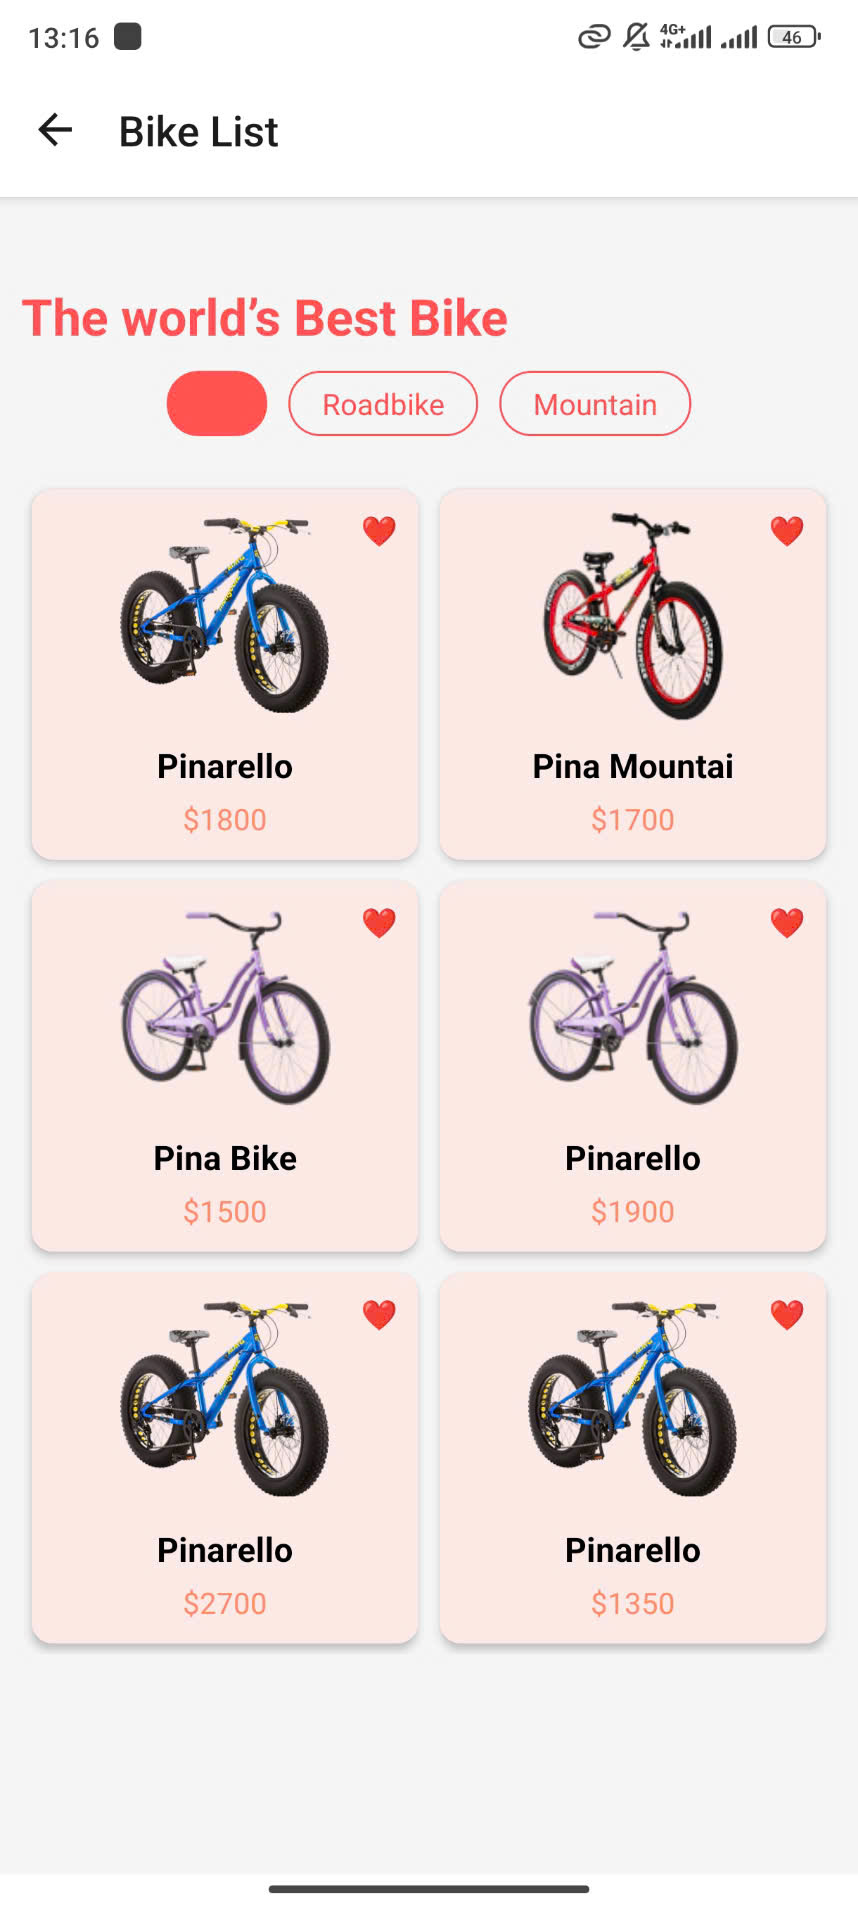 13:16
4G+
46
Bike List
The world’s Best Bike
Roadbike
Mountain
Pinarello
$1800
Pina Mountai
$1700
Pina Bike
$1500
Pinarello
$1900
Pinarello
$2700
Pinarello
$1350